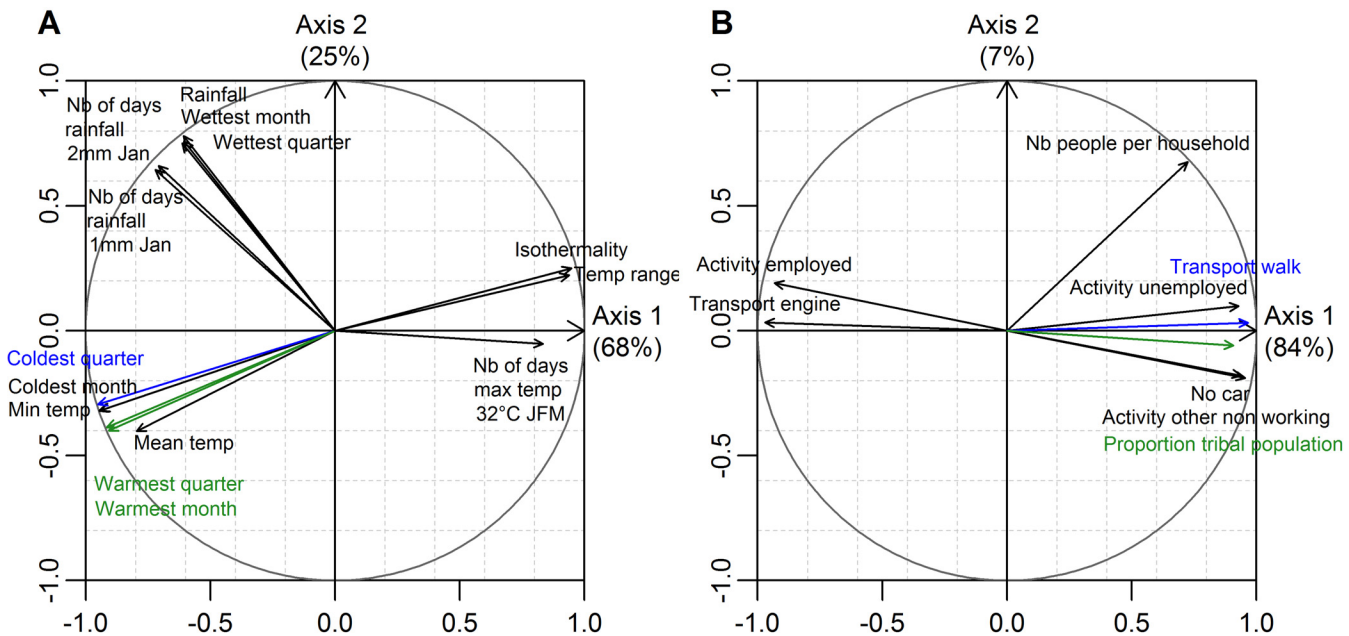 A
Axis 2
(25%)
1.0
0.5
0.
-0.5
-1.0
Nb of days
rainfall
2mm Jan
Rainfall
Wettest month
Wettest quarter
Nb of days
rainfall
1mm Jan
Isothermality
Temp range
Axis 1
(68%)
Coldest quarter
Coldest month
Min temp
Mean temp
Warmest quarter
Warmest month
Nb of days
max temp
32°C JFM
-1.0 -0.5 0.0 0.5 1.0
B
Axis 2
(7%)
1.0
0.5
0.
-0.5
-1.0
Nb people per household
Activity employed
Transport engine
Transport walk
Activity unemployed
Axis 1
(84%)
No car
Activity other non working
Proportion tribal population
-1.0 -0.5 0.0 0.5 1.0